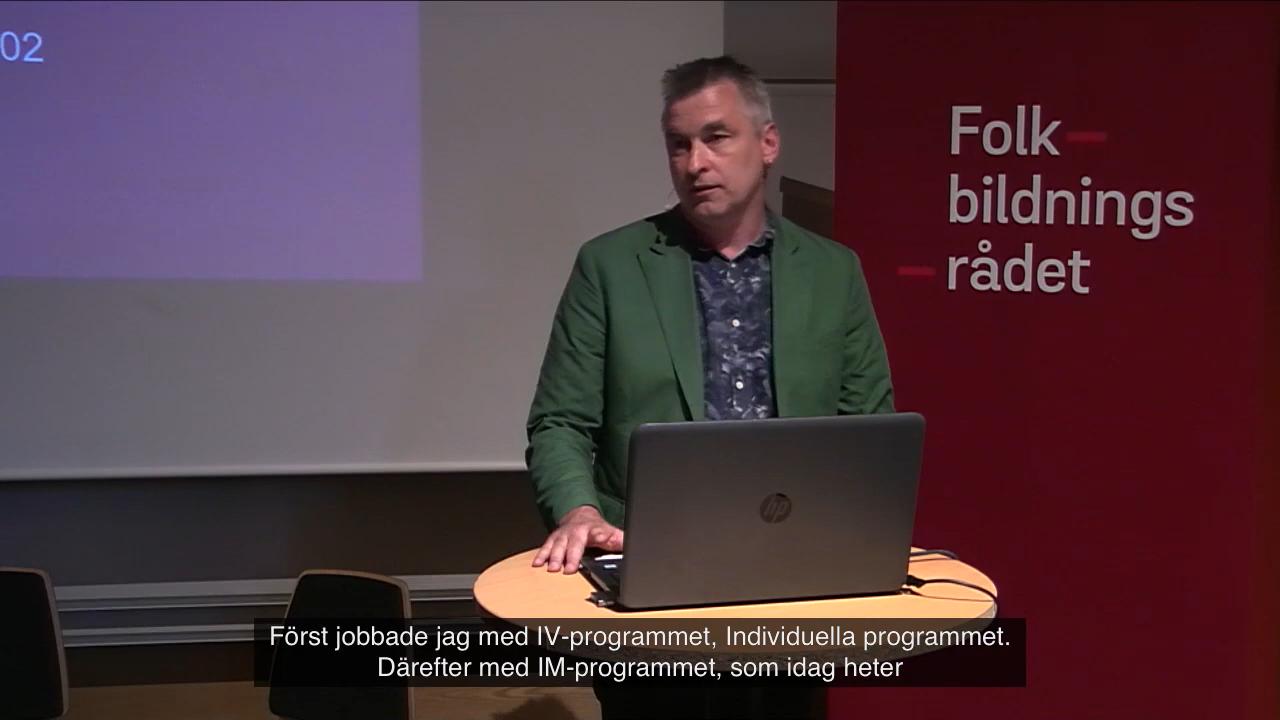 02
Folk
bildnings
rådet
hp
Först jobbade jag med IV-programmet, Individuella programmet.
Därefter med IM-programmet, som idag heter